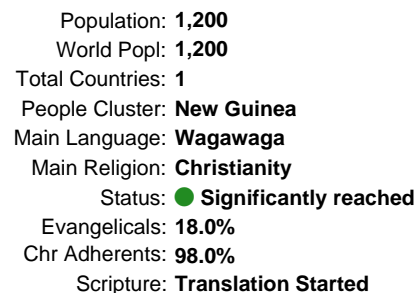 Population: 1,200
World Popl: 1,200
Total Countries: 1
People Cluster: New Guinea
Main Language: Wagawaga
Main Religion: Christianity
Status: Significantly reached
Evangelicals: 18.0%
Chr Adherents: 98.0%
Scripture: Translation Started